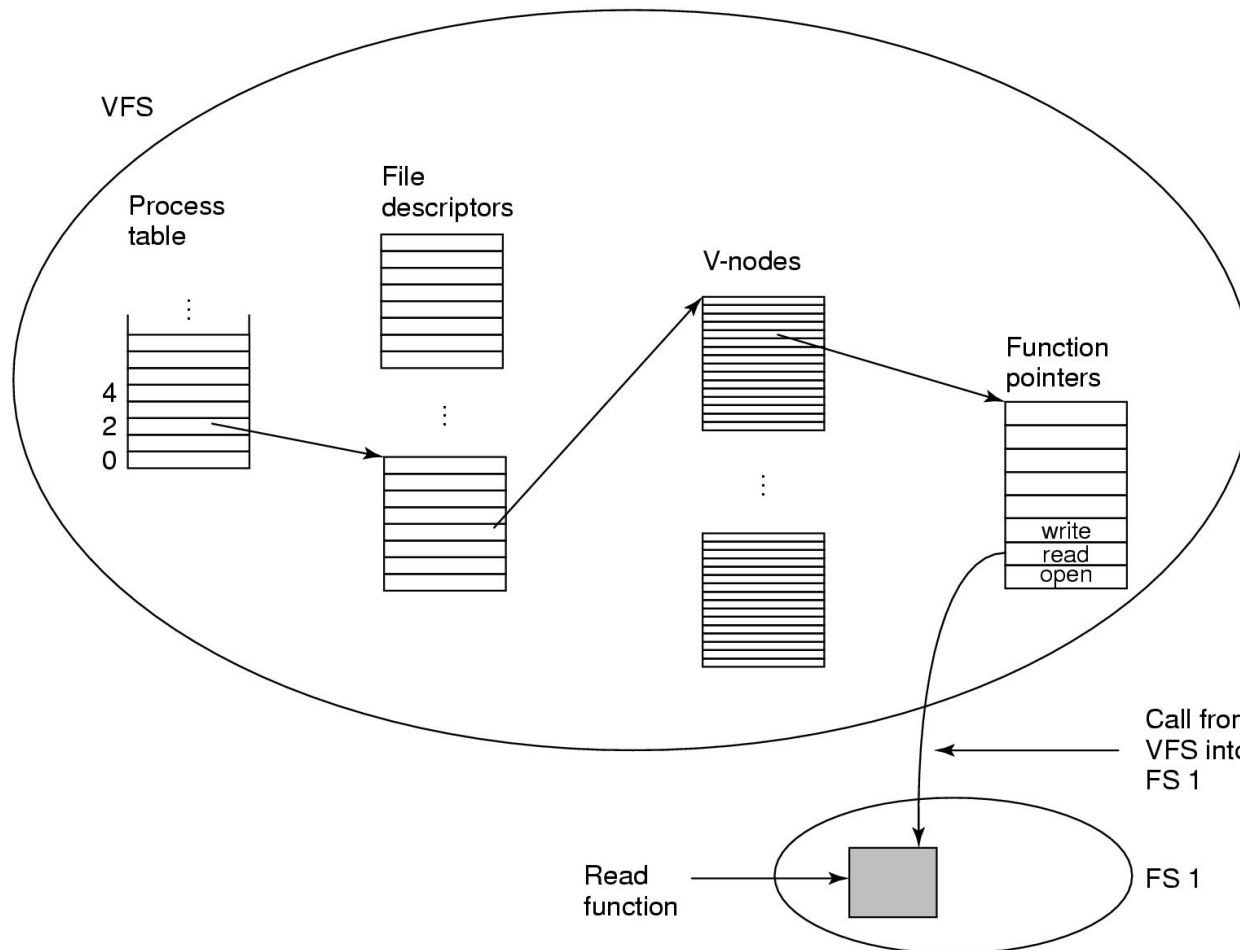 VFS
Process
table
File
descriptors
V-nodes
Function
pointers
4
2
0
write
read
open
Call from
VFS into
FS 1
Read
function
FS 1